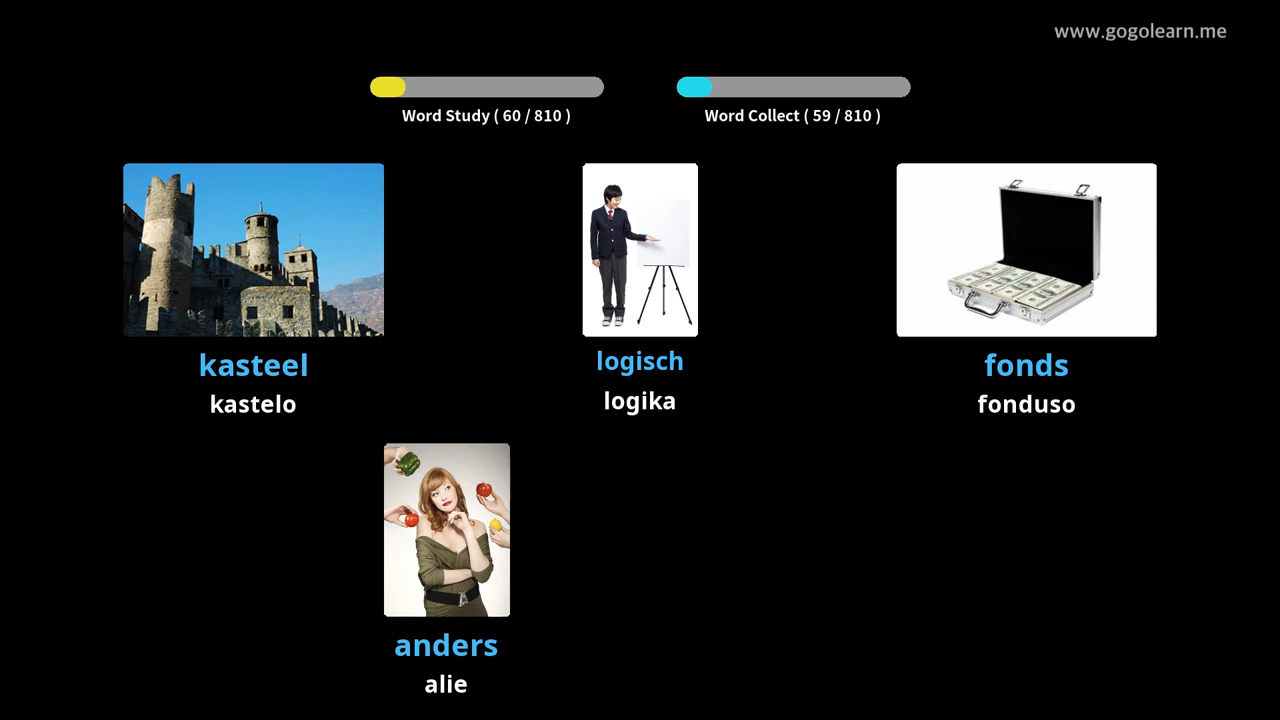 www.gogolearn.me
Word Study ( 60 / 810 )
Word Collect ( 59 / 810 )
kasteel
kastelo
logisch
logika
fonds
fonduso
anders
alie